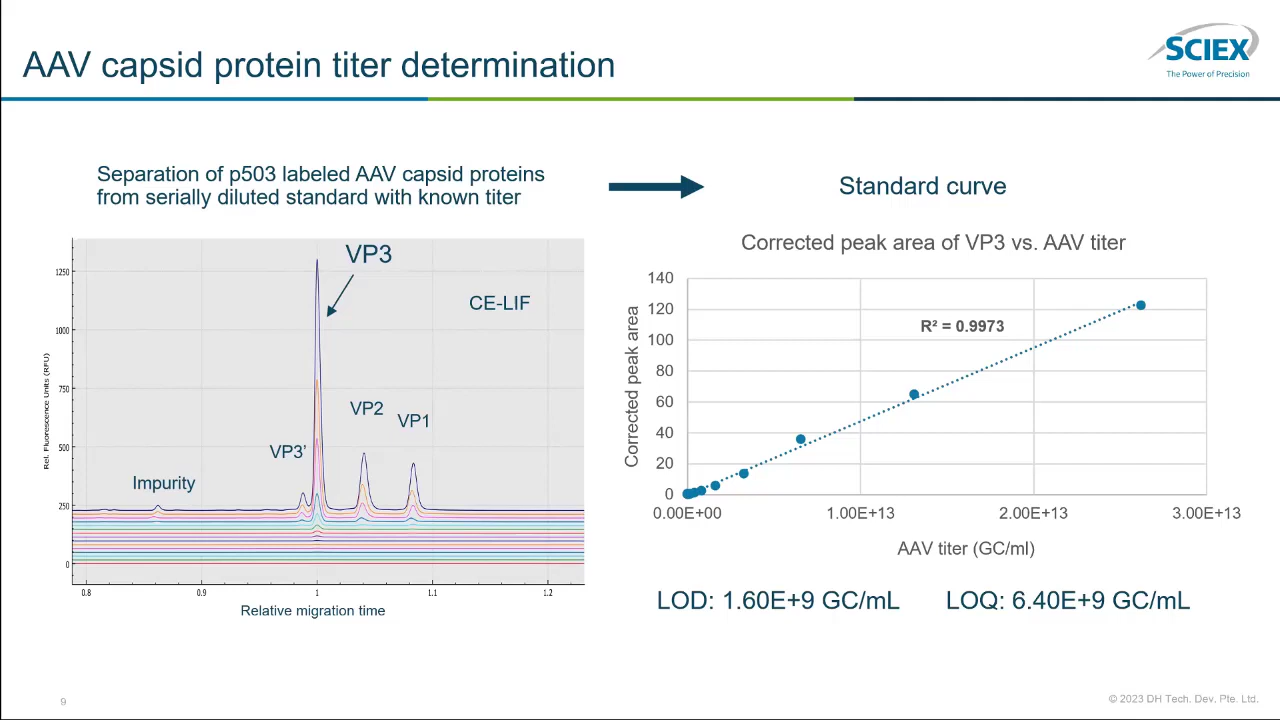 SCIEX
The Power of Precision
AAV capsid protein titer determination
Separation of p503 labeled AAV capsid proteins
from serially diluted standard with known titer
Standard curve
VP3
CE-LIF
VP2
VP1
VP3’
Impurity
1250
1000
750
500
250
0
Rel. Fluorescence Units (RFU)
0.8
0.9
1
1.1
1.2
Relative migration time
Corrected peak area of VP3 vs. AAV titer
140
120
100
80
60
40
20
0
Corrected peak area
R² = 0.9973
0.00E+00
1.00E+13
2.00E+13
3.00E+13
AAV titer (GC/ml)
LOD: 1.60E+9 GC/mL
LOQ: 6.40E+9 GC/mL
9
© 2023 DH Tech. Dev. Pte. Ltd.